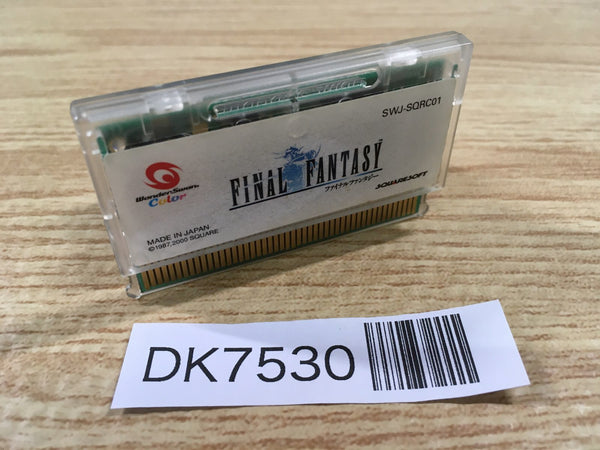 SWJ-SQRC01
WonderSwan
Color
FINAL FANTASY
ファイナルファンタジー
SQUARESOFT
MADE IN JAPAN
©1987,2000 SQUARE
DK7530